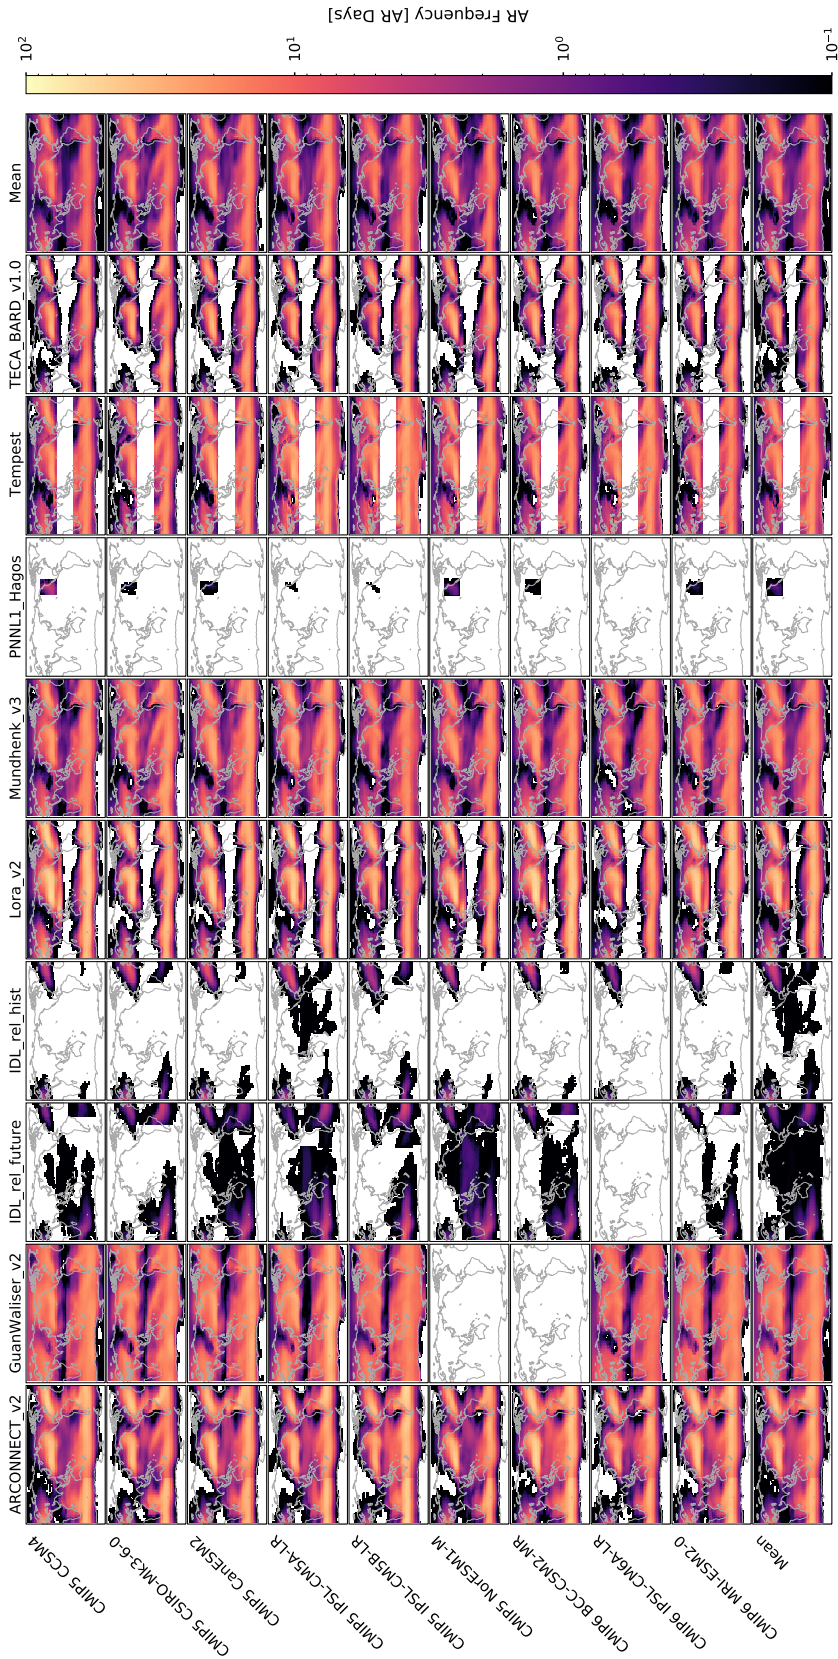 ARCONNECT_v2
GuanWaliser_v2
IDL_rel_future
IDL_rel_hist
Lora_v2
Mundhenk_v3
PNNL1_Hagos
Tempest
TECA_BARD_v1.0
Mean
CMIP5 CCSM4
CMIP5 CSIRO-Mk3-6-0
CMIP5 CanESM2
CMIP5 IPSL-CM5A-LR
CMIP5 IPSL-CM5B-LR
CMIP5 NorESM1-M
CMIP6 BCC-CSM2-MR
CMIP6 IPSL-CM6A-LR
CMIP6 MRI-ESM2-0
Mean
10²
10¹
10⁰
10⁻¹
AR Frequency [AR Days]